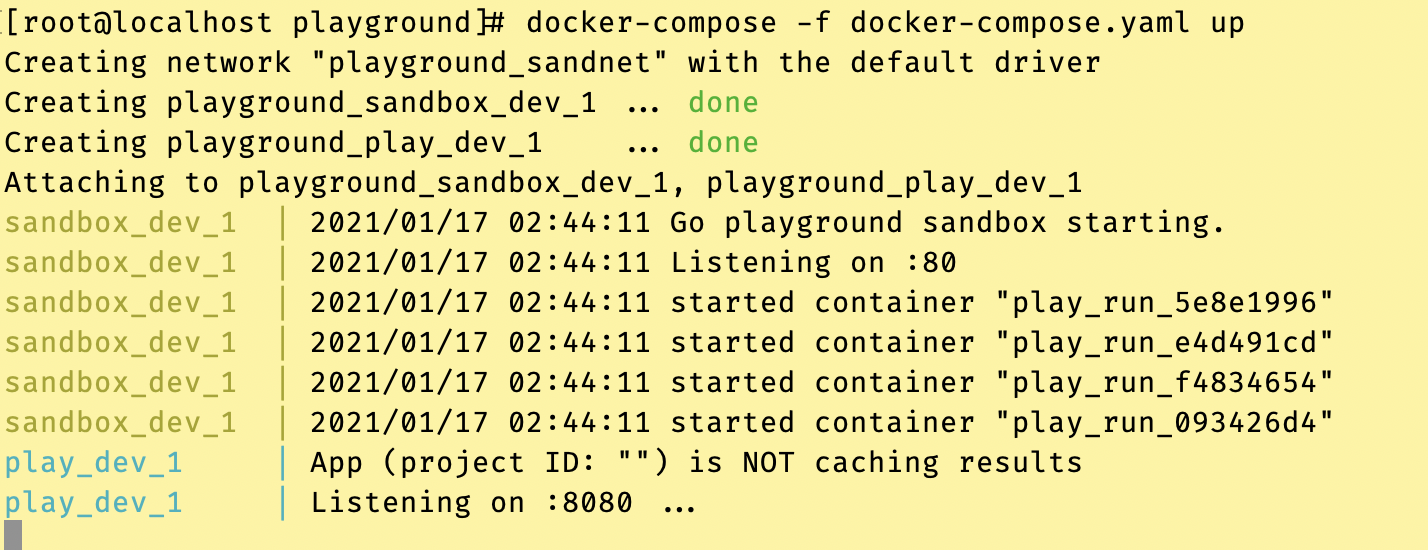 [root@localhost playground]# docker-compose -f docker-compose.yaml up
Creating network "playground_sandnet" with the default driver
Creating playground_sandbox_dev_1 ... done
Creating playground_play_dev_1    ... done
Attaching to playground_sandbox_dev_1, playground_play_dev_1
sandbox_dev_1  | 2021/01/17 02:44:11 Go playground sandbox starting.
sandbox_dev_1  | 2021/01/17 02:44:11 Listening on :80
sandbox_dev_1  | 2021/01/17 02:44:11 started container "play_run_5e8e1996"
sandbox_dev_1  | 2021/01/17 02:44:11 started container "play_run_e4d491cd"
sandbox_dev_1  | 2021/01/17 02:44:11 started container "play_run_f4834654"
sandbox_dev_1  | 2021/01/17 02:44:11 started container "play_run_093426d4"
play_dev_1     | App (project ID: "") is NOT caching results
play_dev_1     | Listening on :8080 ...